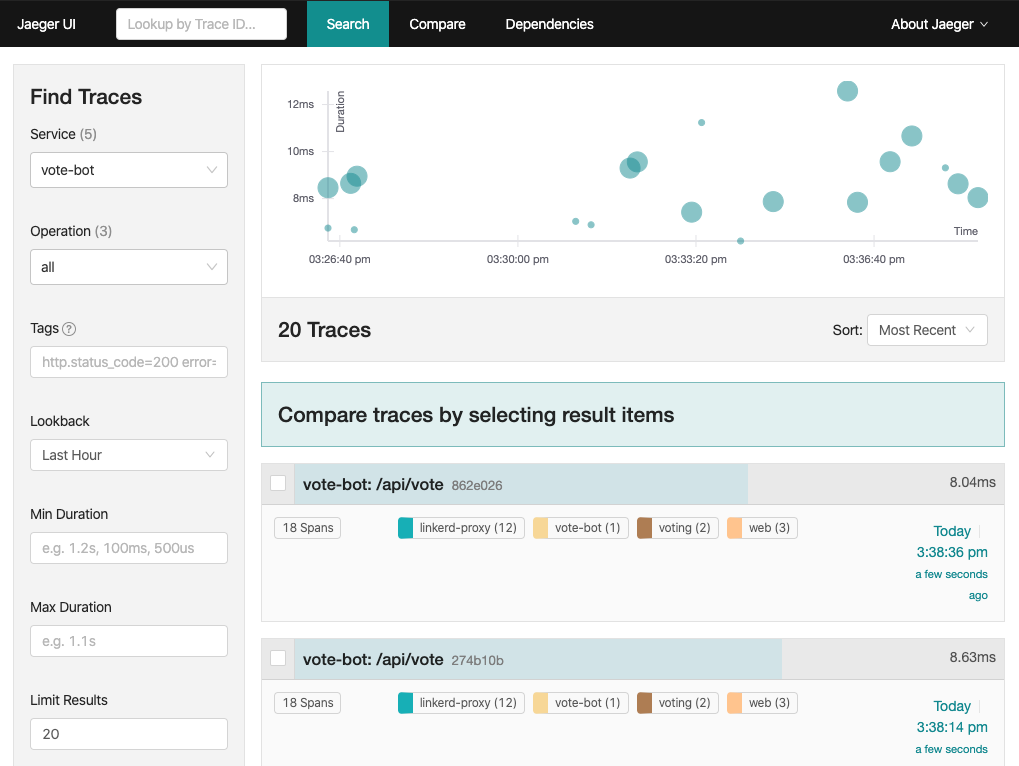 Jaeger UI
Lookup by Trace ID...
Search
Compare
Dependencies
About Jaeger
Find Traces
Service (5)
vote-bot
Operation (3)
all
Tags ?
http.status_code=200 error=
Lookback
Last Hour
Min Duration
e.g. 1.2s, 100ms, 500us
Max Duration
e.g. 1.1s
Limit Results
20
Duration
12ms
10ms
8ms
Time
03:26:40 pm
03:30:00 pm
03:33:20 pm
03:36:40 pm
20 Traces
Sort: Most Recent
Compare traces by selecting result items
vote-bot: /api/vote 862e026
8.04ms
18 Spans
linkerd-proxy (12)
vote-bot (1)
voting (2)
web (3)
Today
3:38:36 pm
a few seconds
ago
vote-bot: /api/vote 274b10b
8.63ms
18 Spans
linkerd-proxy (12)
vote-bot (1)
voting (2)
web (3)
Today
3:38:14 pm
a few seconds